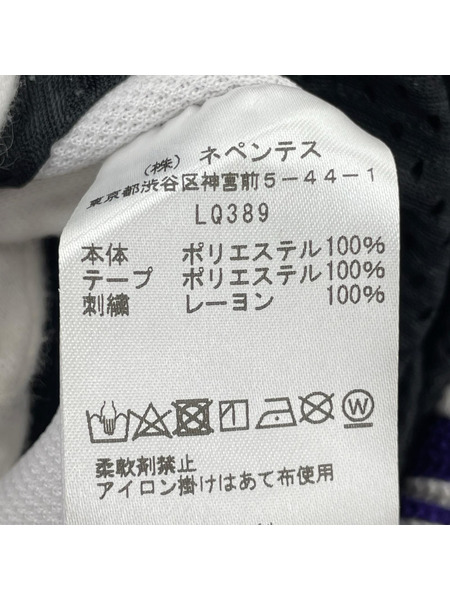 (株) ネペンテス
東京都渋谷区神宮前5-44-1
LQ389
本体 ポリエステル100%
テープ ポリエステル100%
刺繍 レーヨン 100%
W
柔軟剤禁止
アイロン掛けはあて布使用